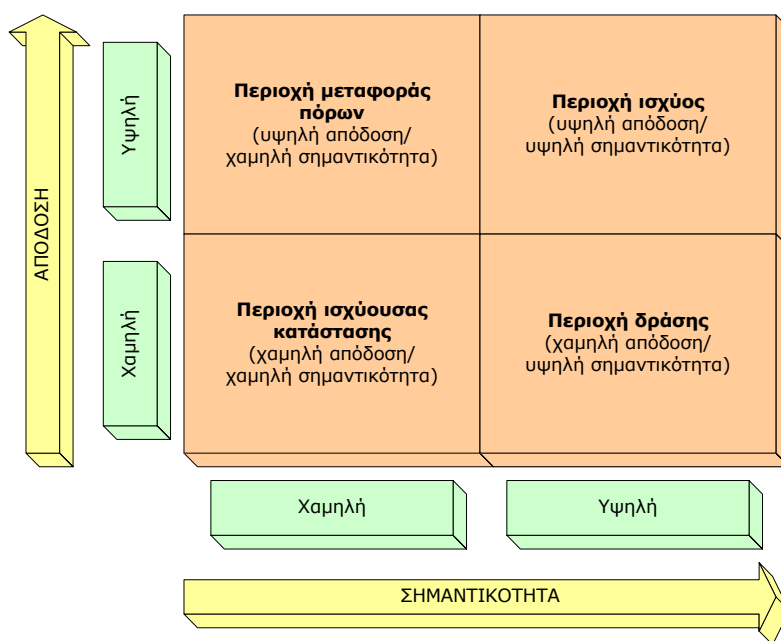 ΑΠΟΔΟΣΗ
Υψηλή
Περιοχή μεταφοράς
πόρων
(υψηλή απόδοση/
χαμηλή σημαντικότητα)
Περιοχή ισχύος
(υψηλή απόδοση/
υψηλή σημαντικότητα)
Χαμηλή
Περιοχή ισχύουσας
κατάστασης
(χαμηλή απόδοση/
χαμηλή σημαντικότητα)
Περιοχή δράσης
(χαμηλή απόδοση/
υψηλή σημαντικότητα)
Χαμηλή
Υψηλή
ΣΗΜΑΝΤΙΚΟΤΗΤΑ